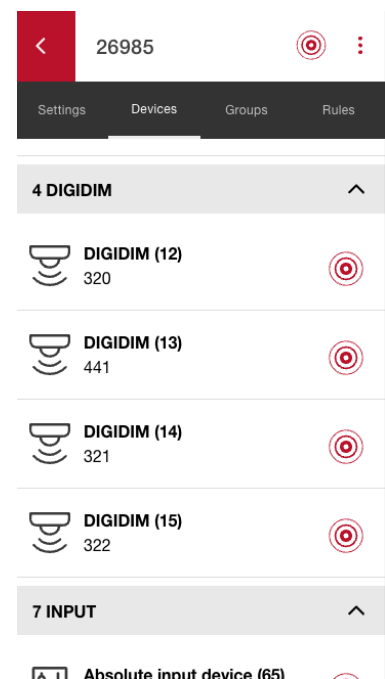 26985
Settings Devices Groups Rules
4 DIGIDIM
DIGIDIM (12)
320
DIGIDIM (13)
441
DIGIDIM (14)
321
DIGIDIM (15)
322
7 INPUT
Absolute input device (65)